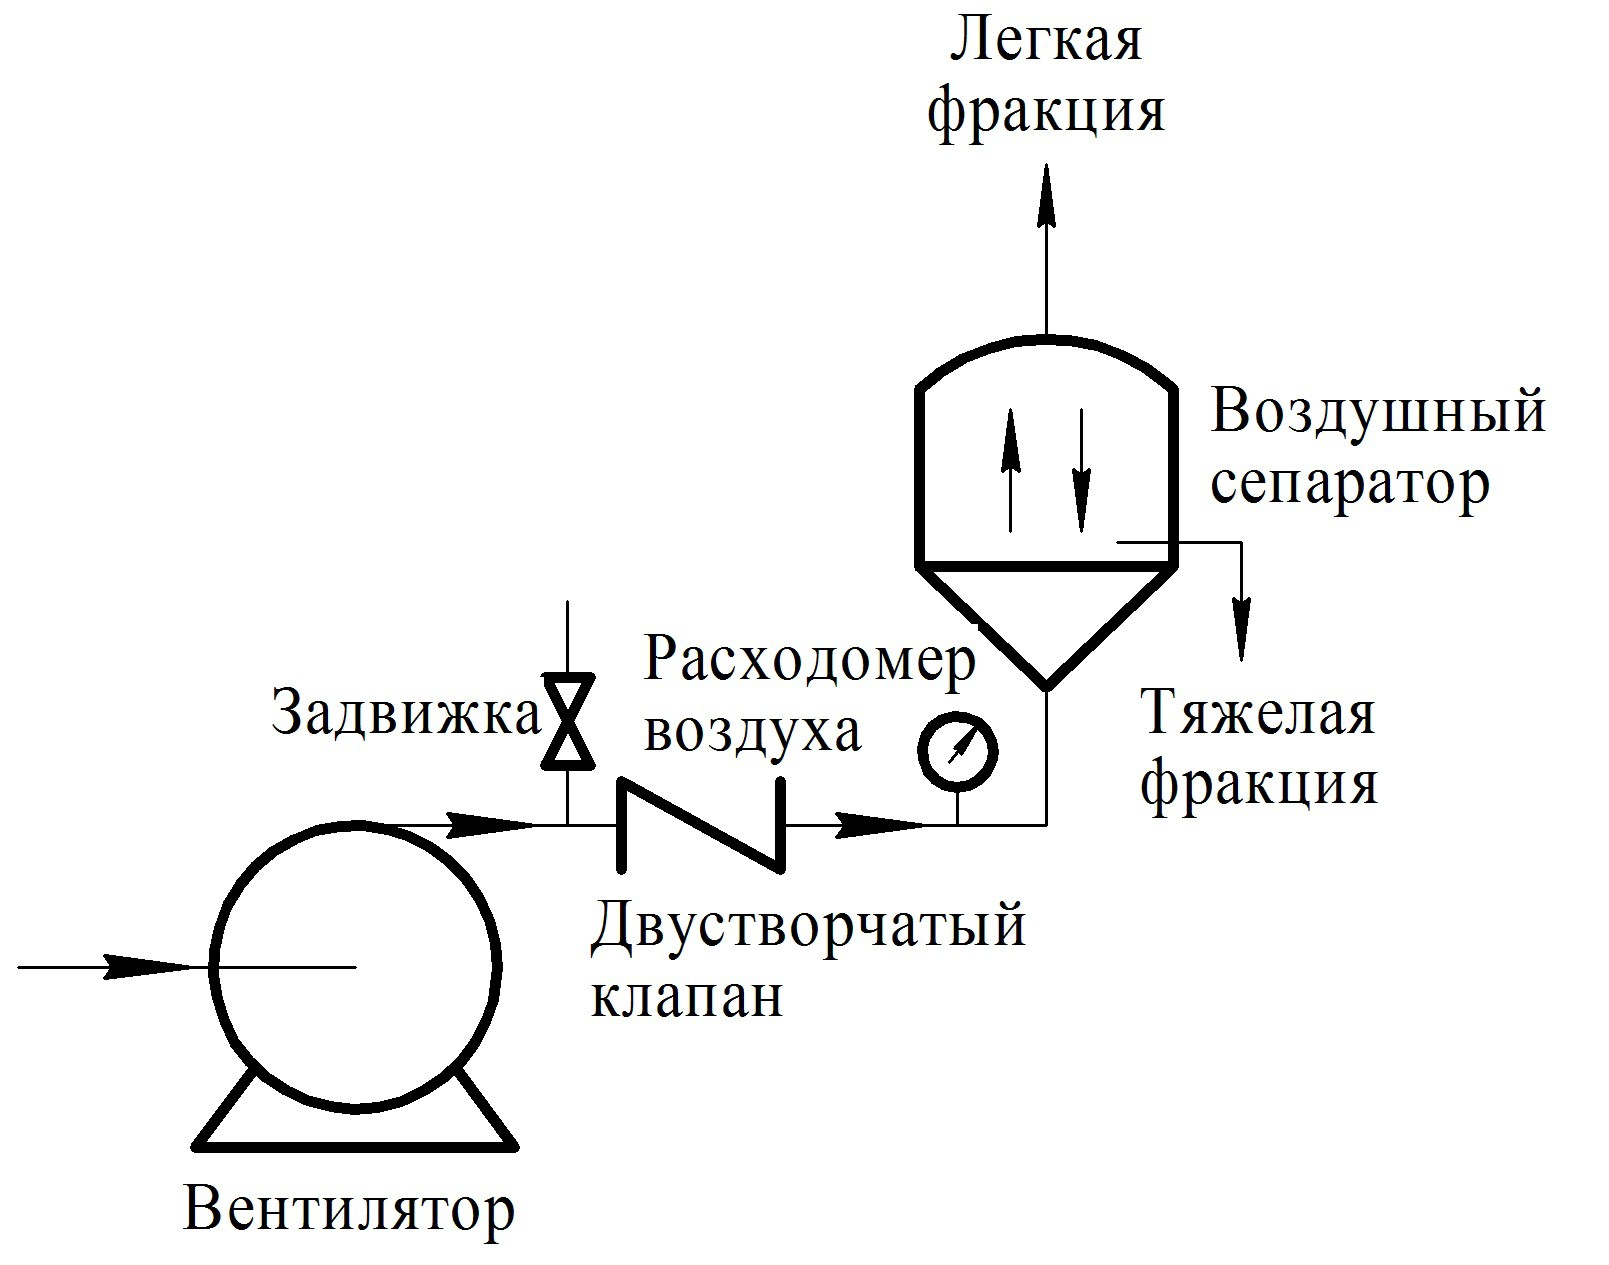 Легкая
фракция
Воздушный
сепаратор
Расходомер
воздуха
Задвижка
Тяжелая
фракция
Двустворчатый
клапан
Вентилятор